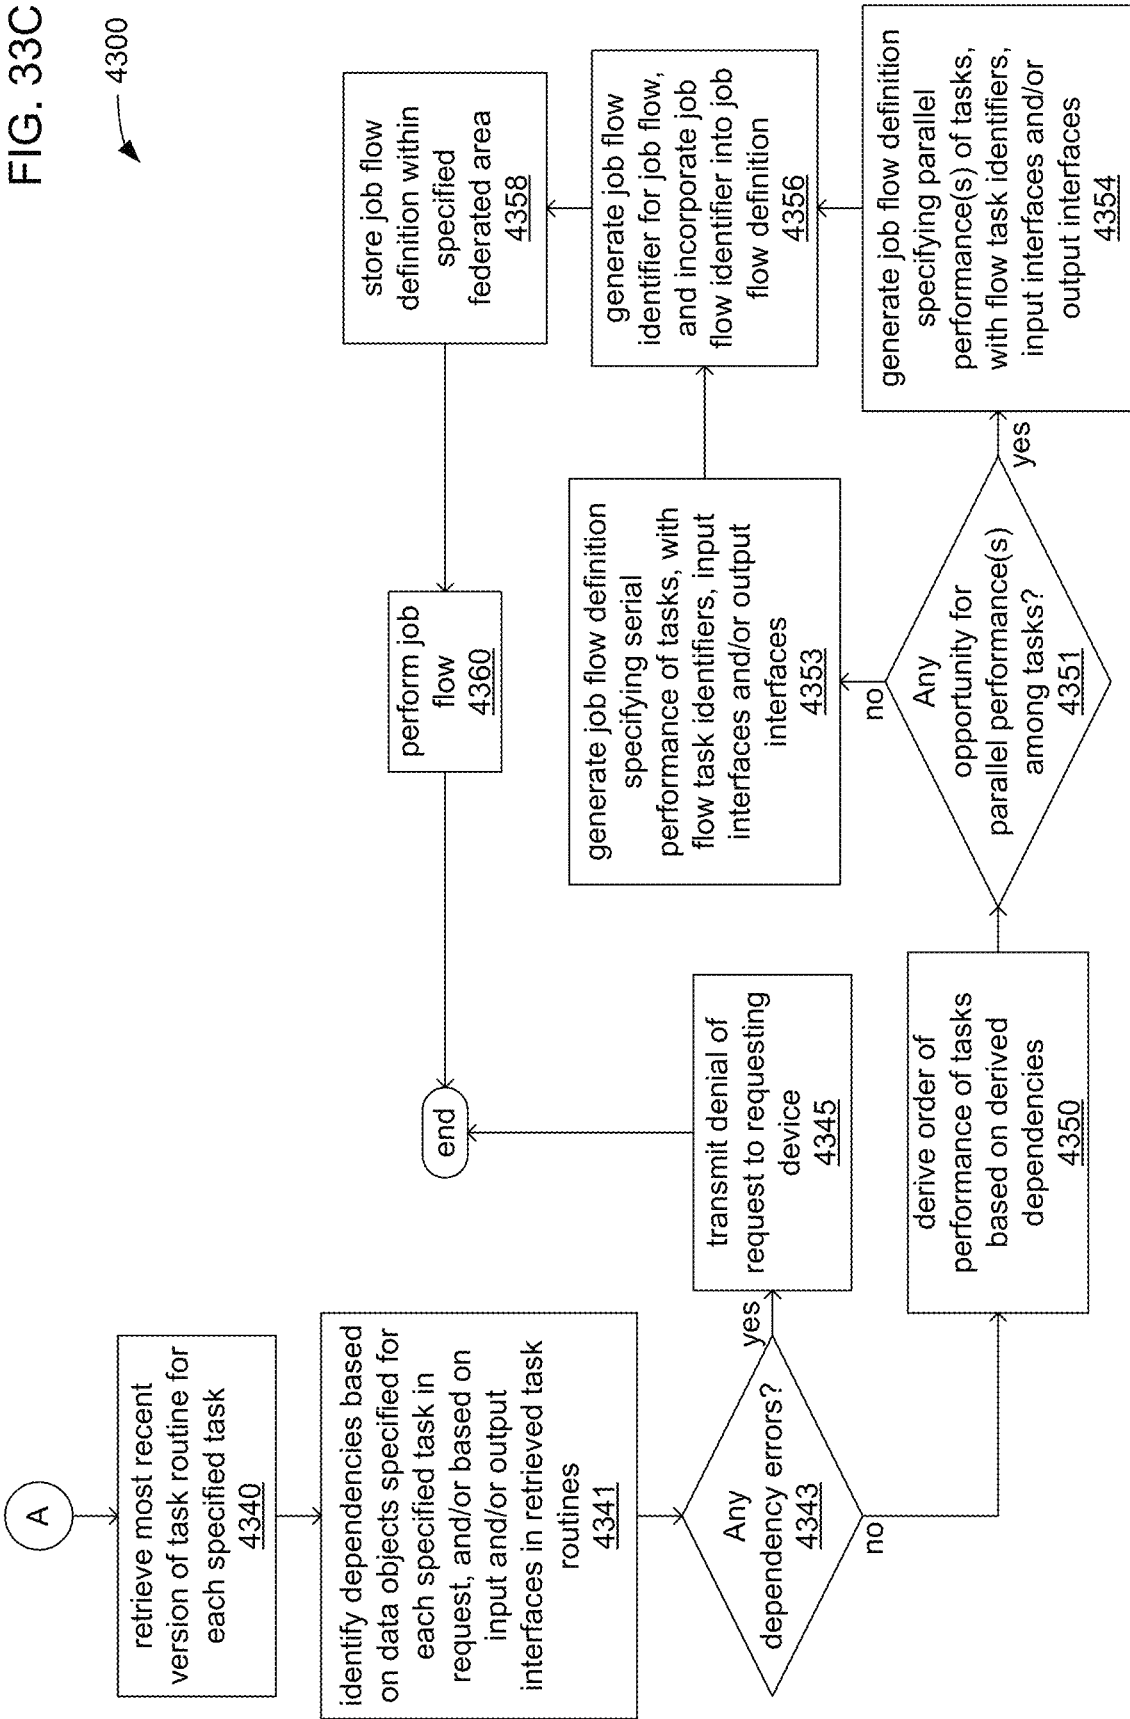 FIG. 33C
4300
A
retrieve most recent
version of task routine for
each specified task
4340
identify dependencies based
on data objects specified for
each specified task in
request, and/or based on
input and/or output
interfaces in retrieved task
routines
4341
Any
dependency errors?
4343
yes
no
transmit denial of
request to requesting
device
4345
end
derive order of
performance of tasks
based on derived
dependencies
4350
Any
opportunity for
parallel performance(s)
among tasks?
4351
no
yes
generate job flow definition
specifying serial
performance of tasks, with
flow task identifiers, input
interfaces and/or output
interfaces
4353
generate job flow definition
specifying parallel
performance(s) of tasks,
with flow task identifiers,
input interfaces and/or
output interfaces
4354
generate job flow
identifier for job flow,
and incorporate job
flow identifier into job
flow definition
4356
store job flow
definition within
specified
federated area
4358
perform job
flow
4360